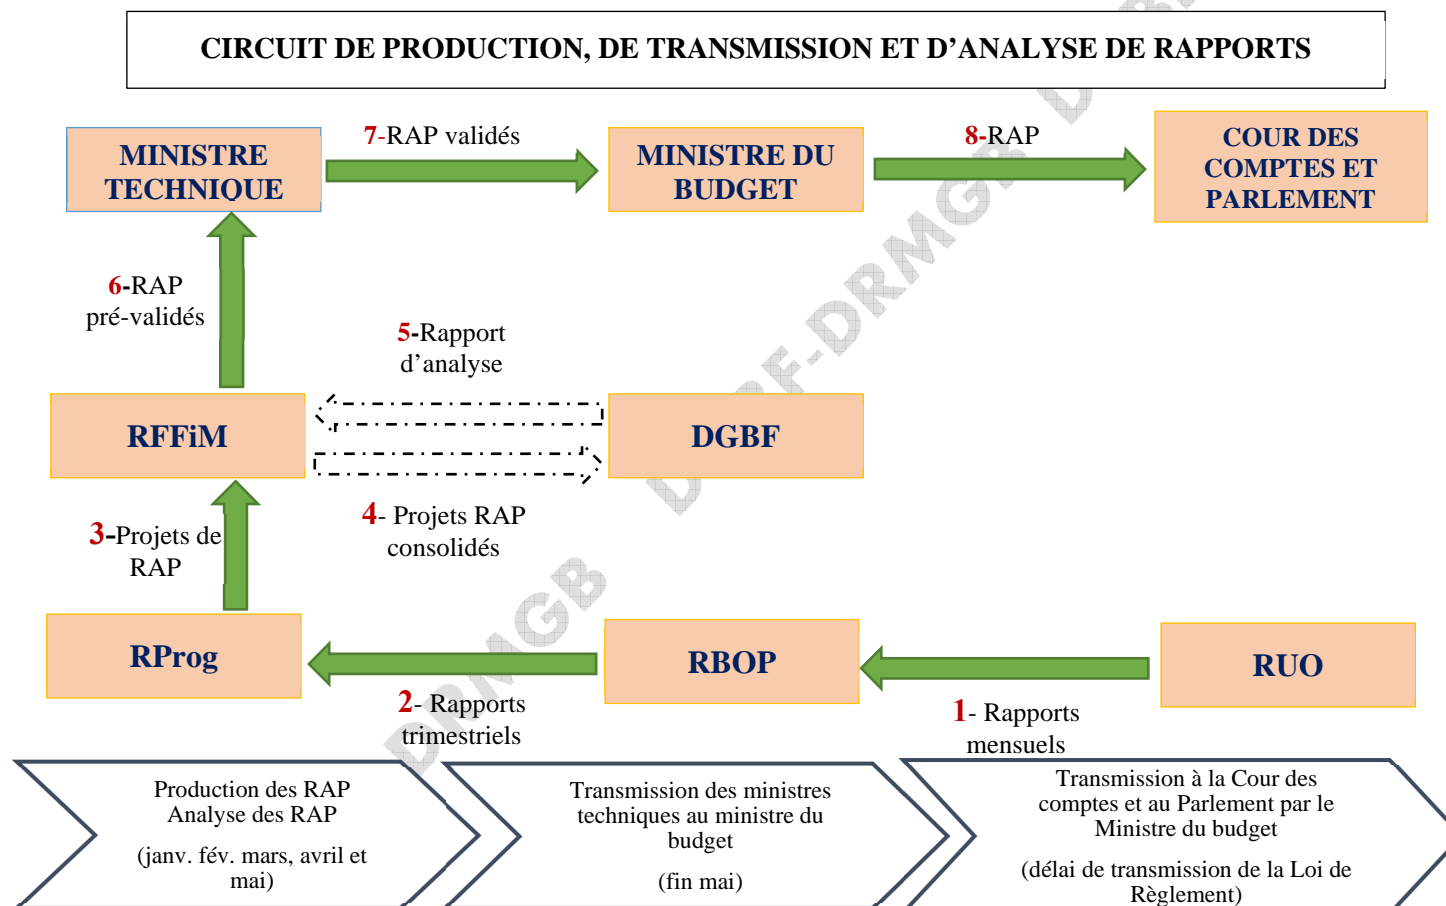 CIRCUIT DE PRODUCTION, DE TRANSMISSION ET D’ANALYSE DE RAPPORTS
MINISTRE
TECHNIQUE
7-RAP validés
MINISTRE DU
BUDGET
8-RAP
COUR DES
COMPTES ET
PARLEMENT
6-RAP
pré-validés
5-Rapport
d’analyse
RFFiM
DGBF
4- Projets RAP
consolidés
3-Projets de
RAP
RProg
RBOP
RUO
2- Rapports
trimestriels
1- Rapports
mensuels
Production des RAP
Analyse des RAP
(janv. fév. mars, avril et
mai)
Transmission des ministres
techniques au ministre du
budget
(fin mai)
Transmission à la Cour des
comptes et au Parlement par le
Ministre du budget
(délai de transmission de la Loi de
Règlement)
DRMGB